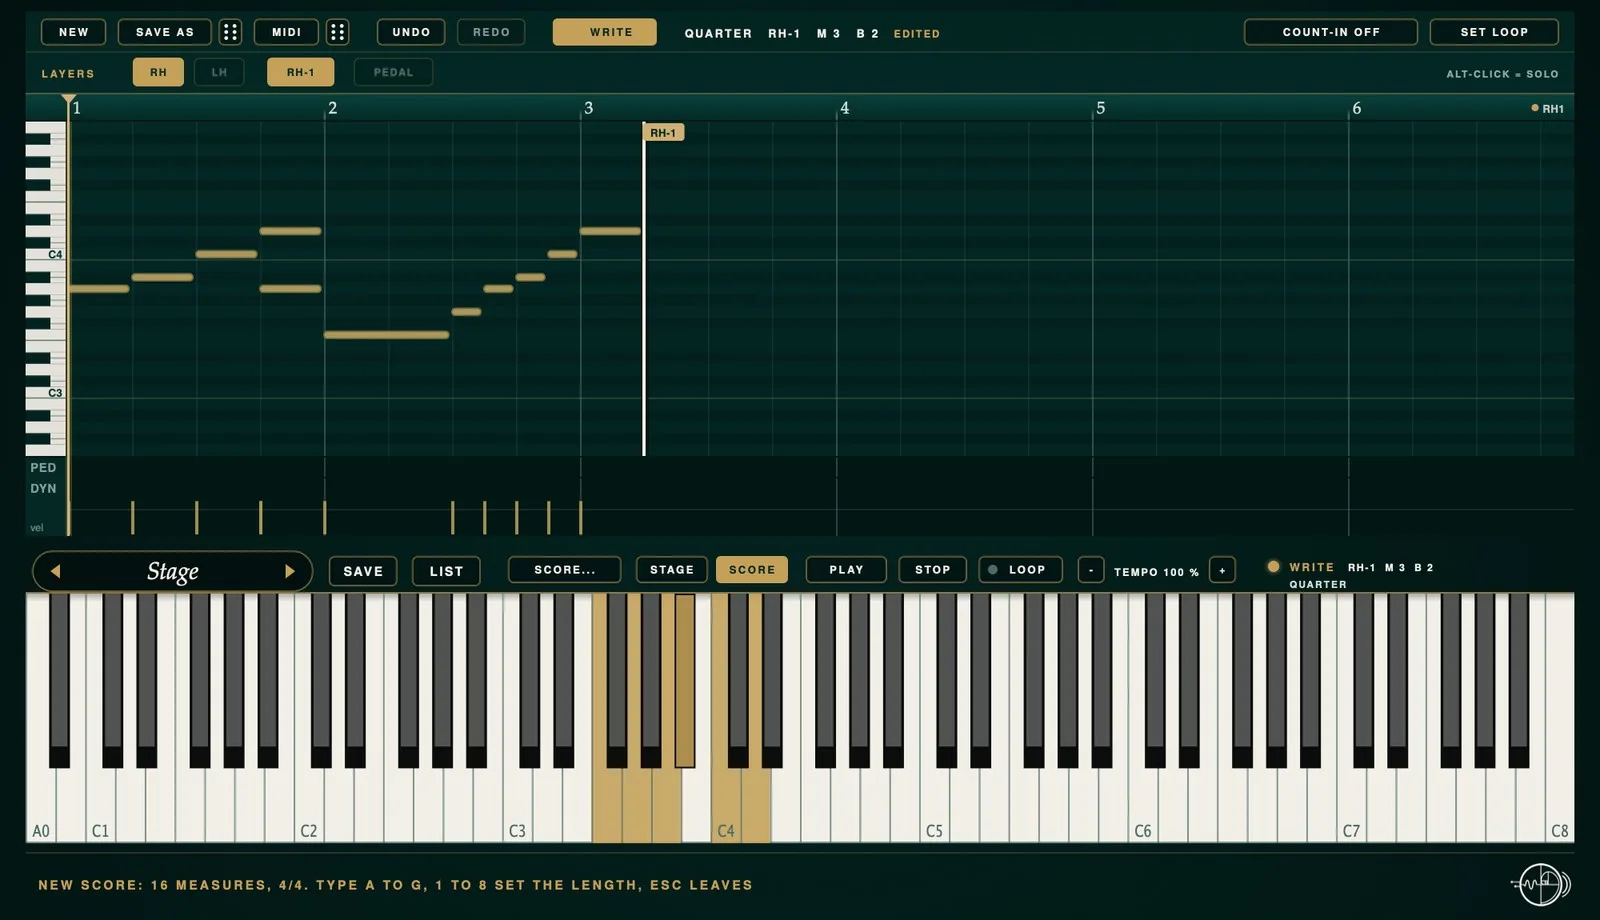 NEW SAVE AS MIDI UNDO REDO WRITE QUARTER RH-1 M 3 B 2 EDITED COUNT-IN OFF SET LOOP
LAYERS RH LH RH-1 PEDAL ALT-CLICK = SOLO
1 2 3 4 5 6 RH1
RH-1
C4
C3
PED
DYN
vel
Stage SAVE LIST SCORE... STAGE SCORE PLAY STOP LOOP - TEMPO 100 % + WRITE RH-1 M 3 B 2
QUARTER
A0 C1 C2 C3 C4 C5 C6 C7 C8
NEW SCORE: 16 MEASURES, 4/4. TYPE A TO G, 1 TO 8 SET THE LENGTH, ESC LEAVES